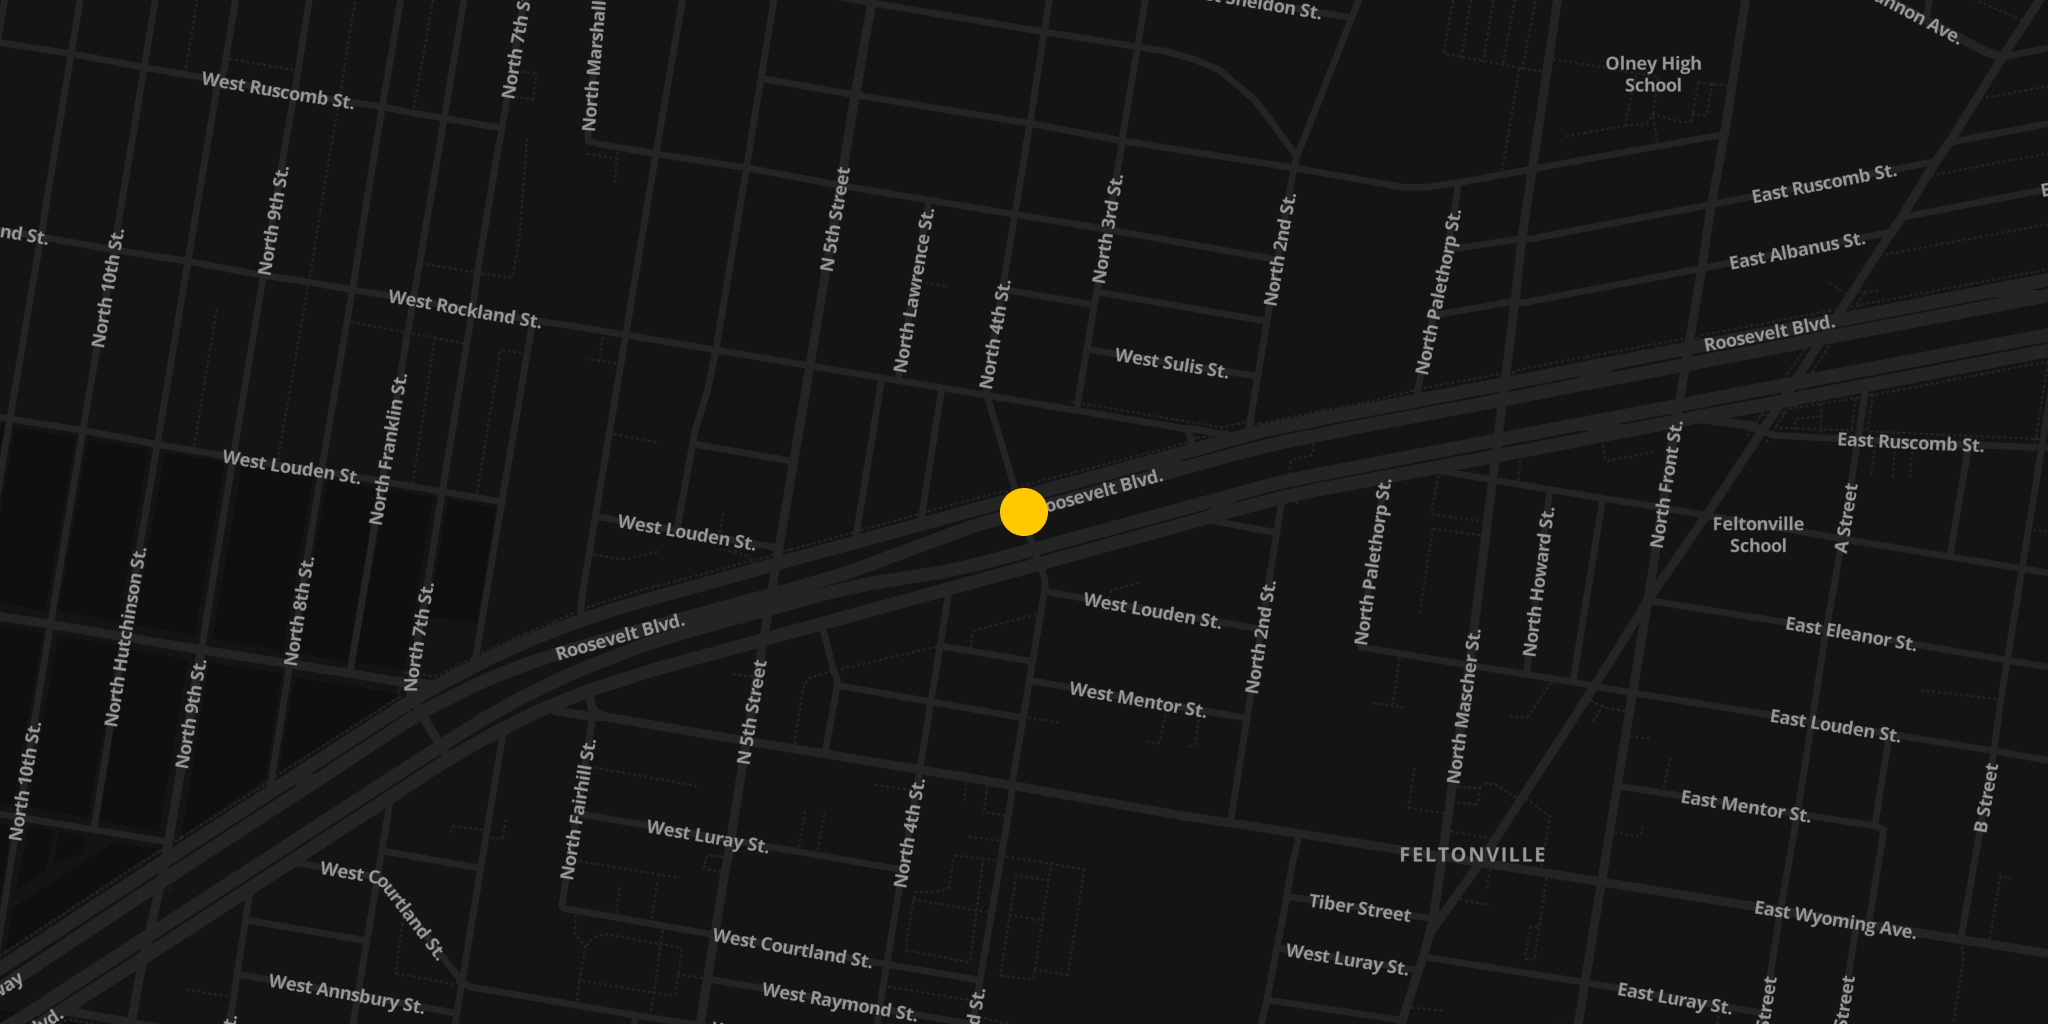 West Sheldon St.
annon Ave.
North 7th S
North Marshall
Olney High
School
West Ruscomb St.
North 9th St.
N 5th Street
North 3rd St.
North 2nd St.
East Ruscomb St.
North Lawrence St.
North Palethorp St.
East Albanus St.
nd St.
North 10th St.
West Rockland St.
North 4th St.
Roosevelt Blvd.
West Sulis St.
North Franklin St.
North Front St.
East Ruscomb St.
West Louden St.
oosevelt Blvd.
North Palethorp St.
A Street
West Louden St.
North Howard St.
Feltonville
School
North Hutchinson St.
North 8th St.
North 7th St.
Roosevelt Blvd.
West Louden St.
North 2nd St.
East Eleanor St.
North 9th St.
N 5th Street
West Mentor St.
North Mascher St.
East Louden St.
North 10th St.
North Fairhill St.
North 4th St.
East Mentor St.
B Street
West Luray St.
FELTONVILLE
West Courtland St.
Tiber Street
East Wyoming Ave.
West Courtland St.
West Luray St.
way
West Annsbury St.
West Raymond St.
d St.
East Luray St.
Street
Street
lvd.
t.